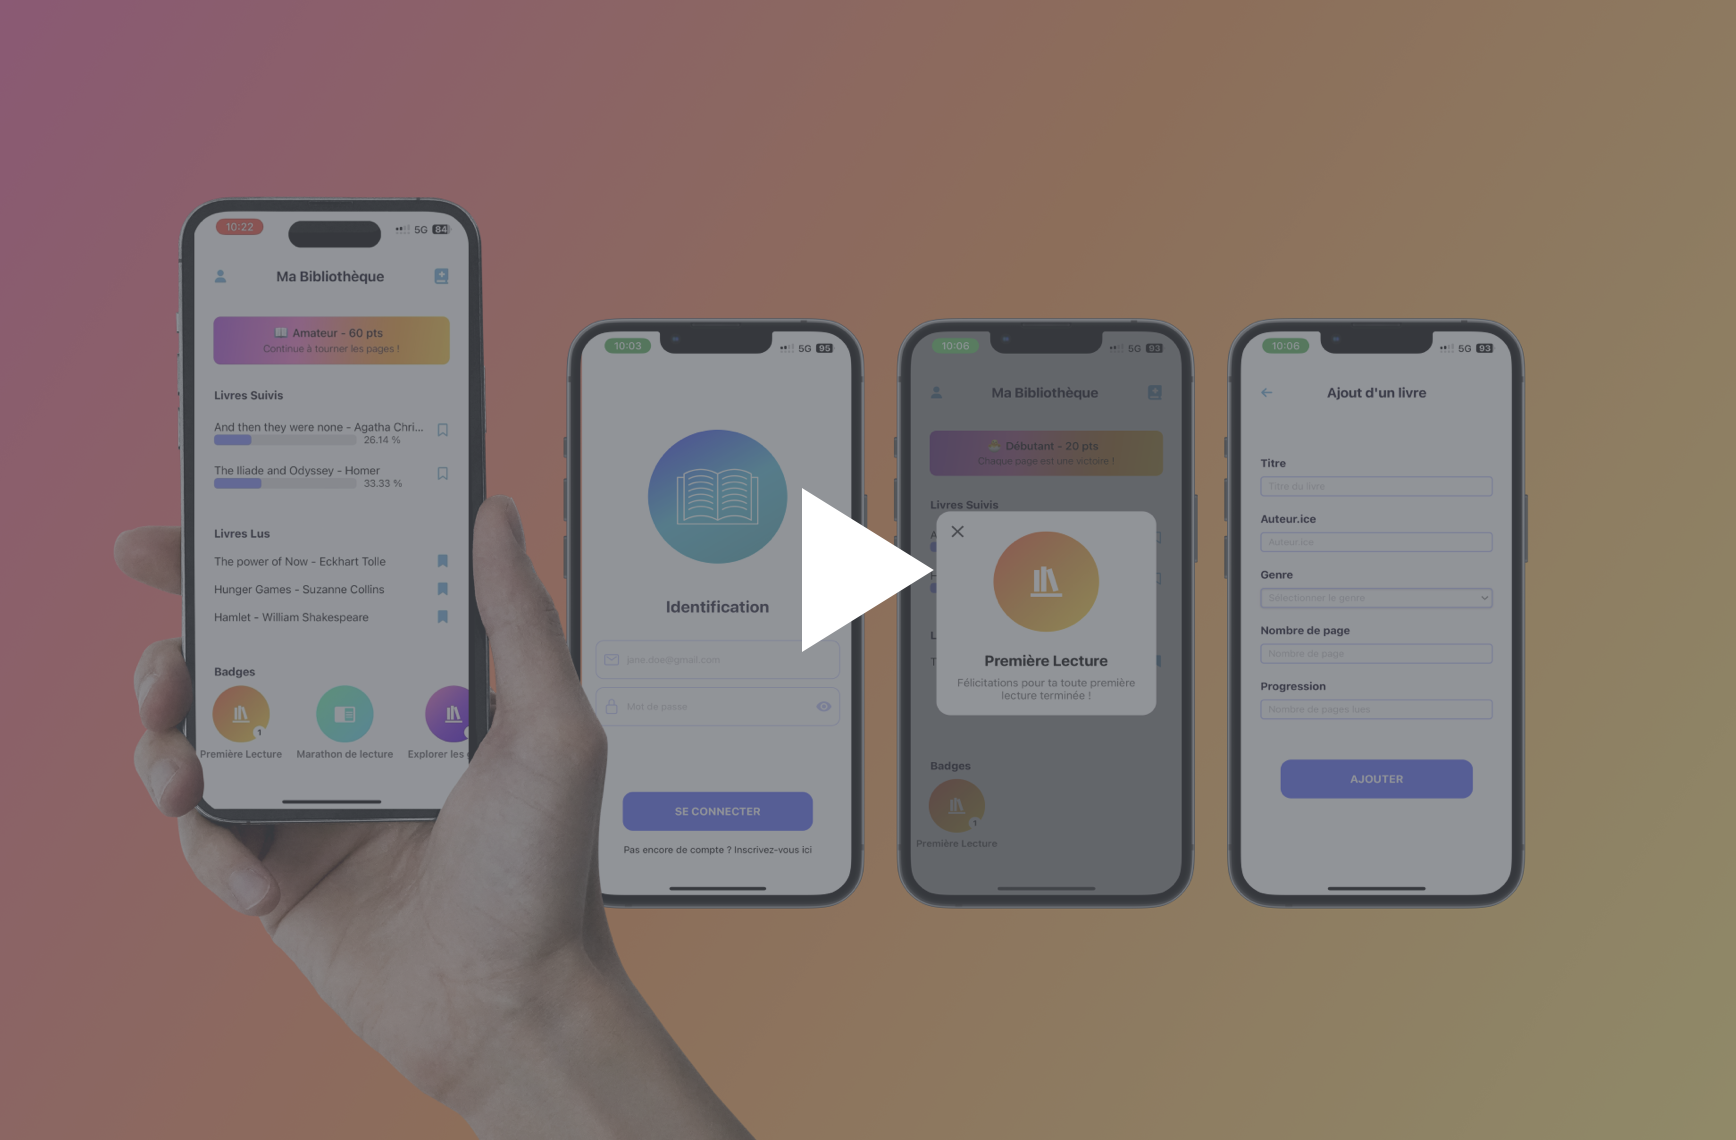 10:22
5G 84
Ma Bibliothèque
Amateur - 60 pts
Continue à tourner les pages !
Livres Suivis
And then they were none - Agatha Chri...
26.14 %
The Iliade and Odyssey - Homer
33.33 %
Livres Lus
The power of Now - Eckhart Tolle
Hunger Games - Suzanne Collins
Hamlet - William Shakespeare
Badges
1
Première Lecture
Marathon de lecture
Explorer les
10:03
5G 95
Identification
jane.doe@gmail.com
Mot de passe
SE CONNECTER
Pas encore de compte ? Inscrivez-vous ici
10:06
5G 93
Ma Bibliothèque
Débutant - 20 pts
Chaque page est une victoire !
Livres Suivis
Première Lecture
Félicitations pour ta toute première
lecture terminée !
Badges
1
Première Lecture
10:06
5G 93
Ajout d'un livre
Titre
Titre du livre
Auteur.ice
Auteur.ice
Genre
Sélectionner le genre
Nombre de page
Nombre de page
Progression
Nombre de pages lues
AJOUTER